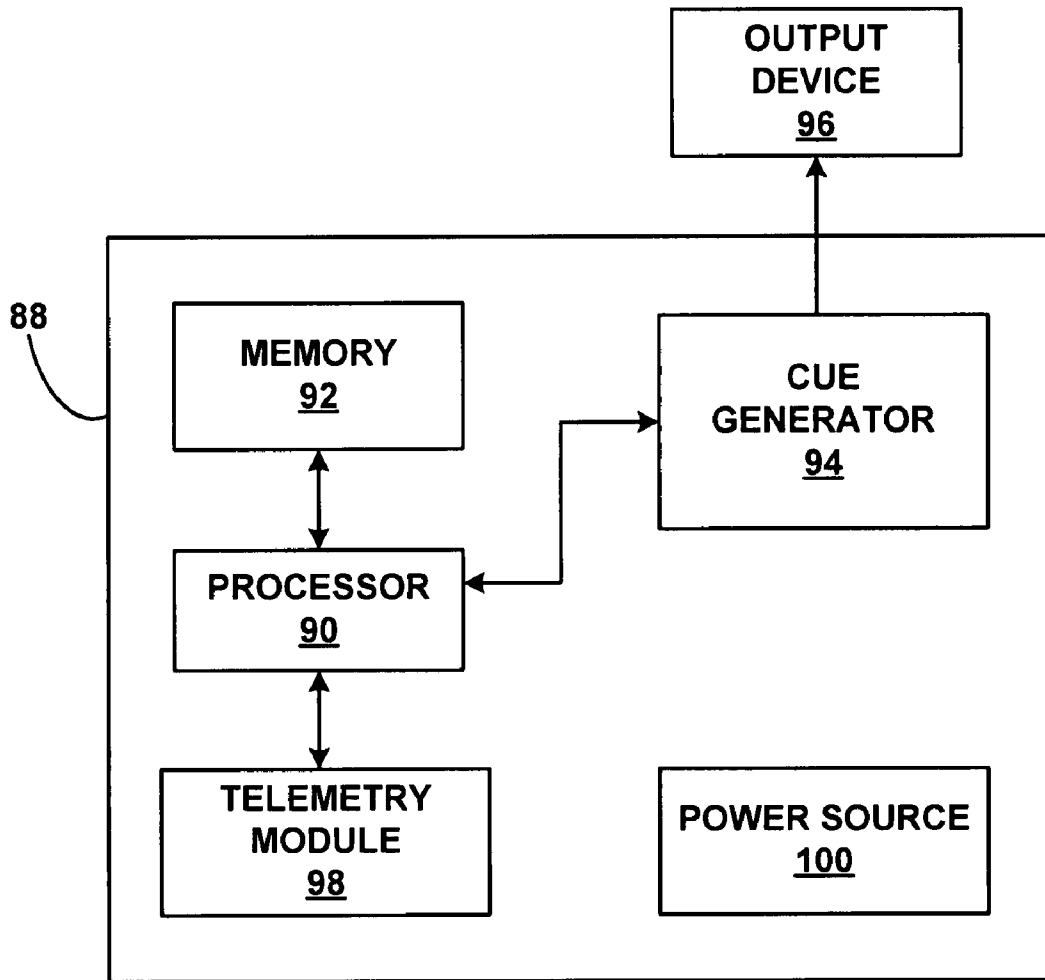 OUTPUT
DEVICE
96
88
MEMORY
92
CUE
GENERATOR
94
PROCESSOR
90
TELEMETRY
MODULE
98
POWER SOURCE
100